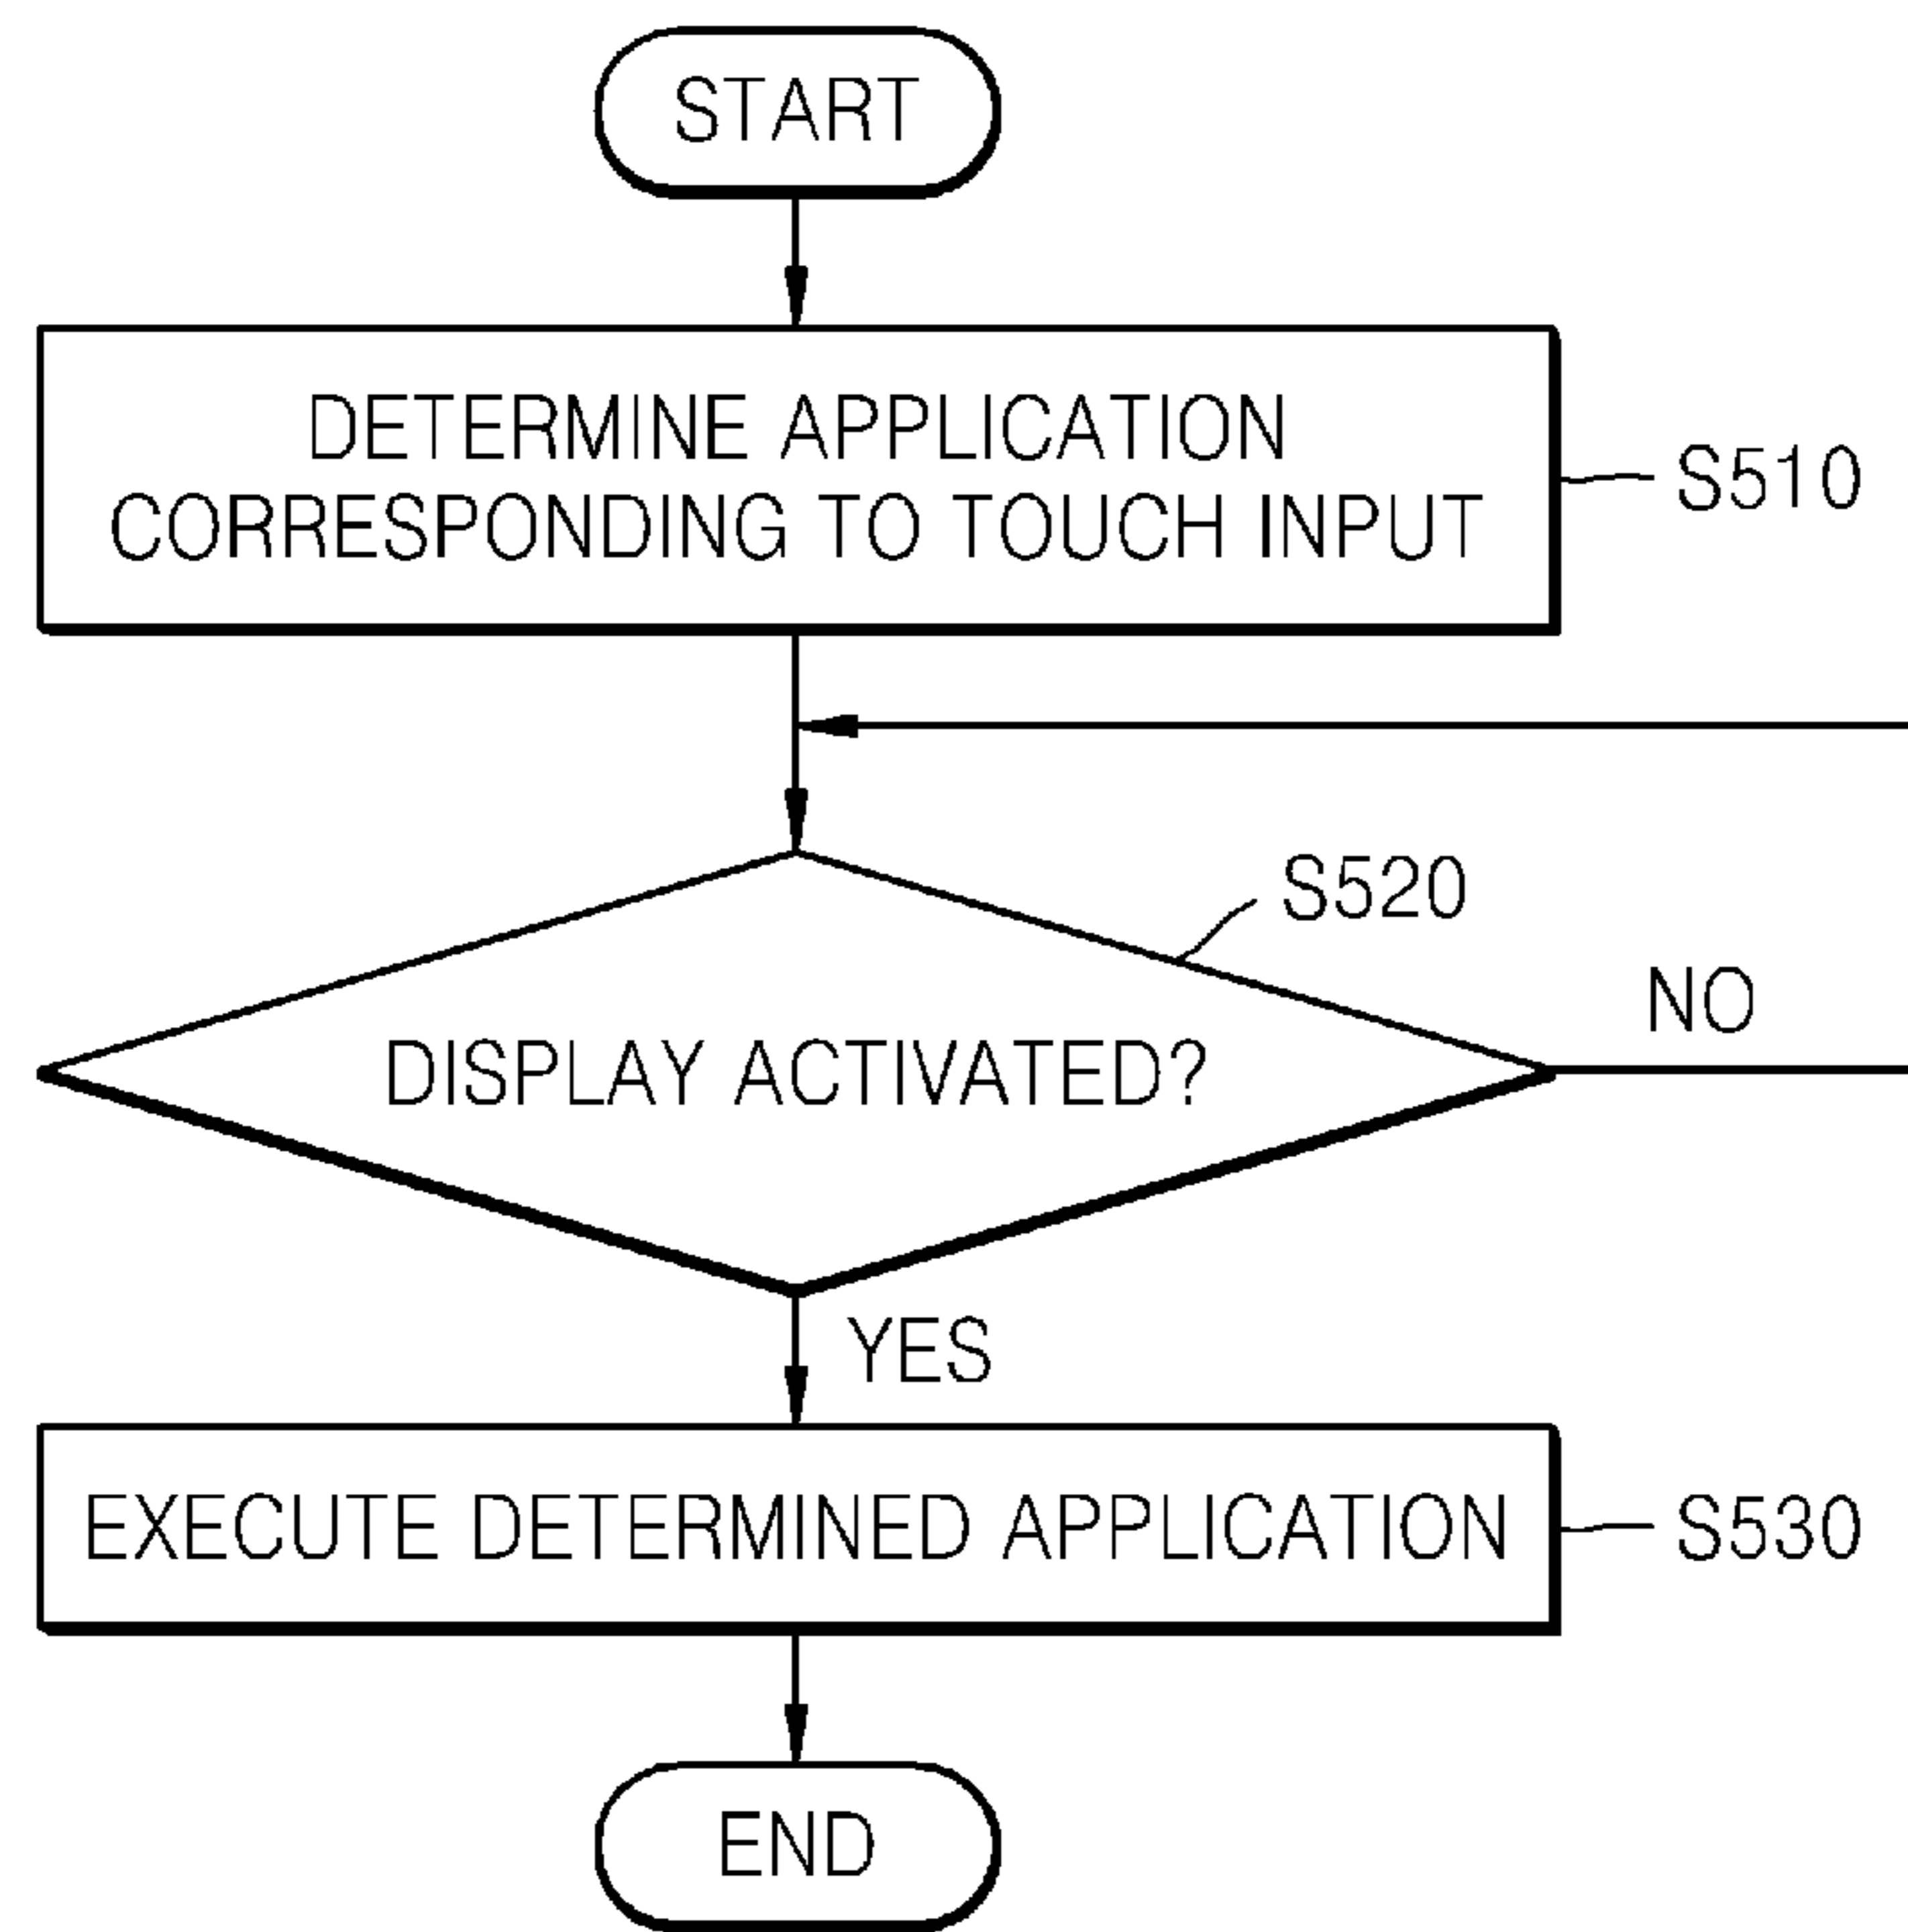 START
DETERMINE APPLICATION
CORRESPONDING TO TOUCH INPUT
S510
S520
NO
DISPLAY ACTIVATED?
YES
EXECUTE DETERMINED APPLICATION
S530
END